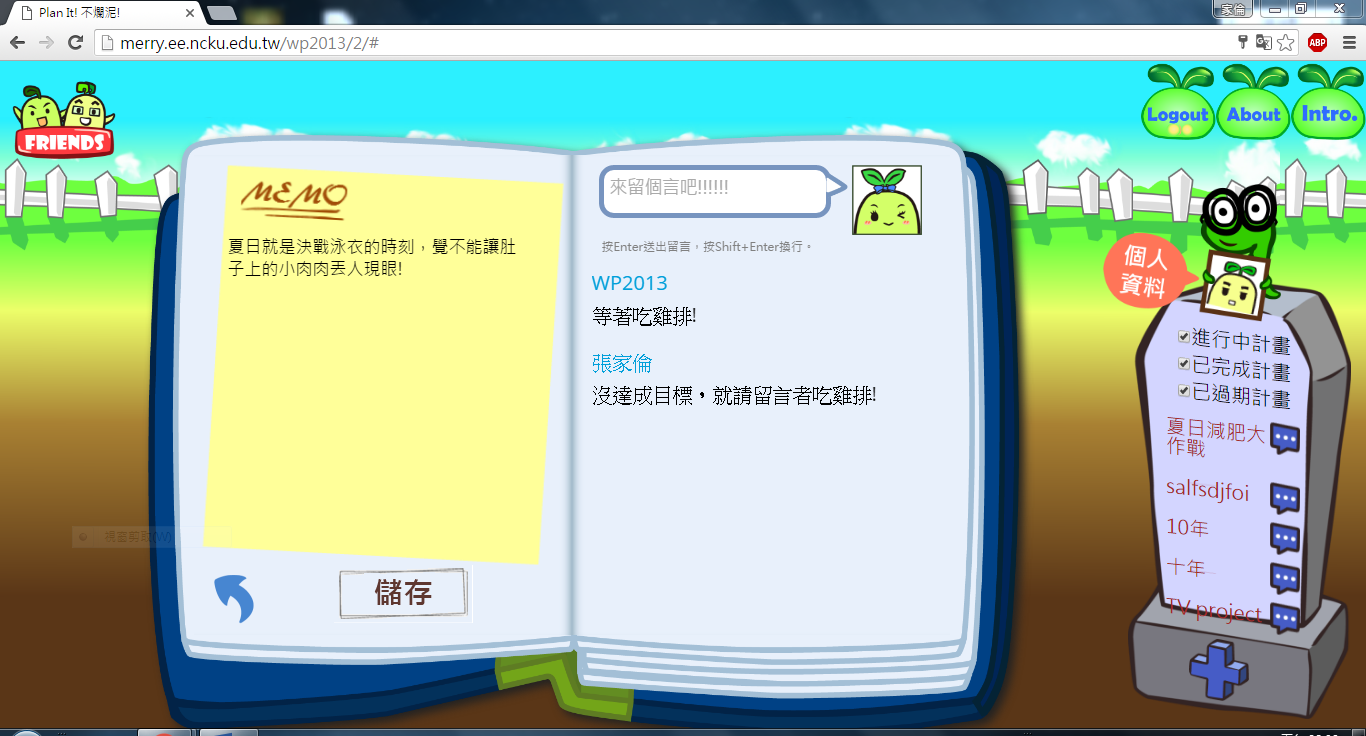 Plan It! 不爛泥!
家倫
merry.ee.ncku.edu.tw/wp2013/2/#
ABP
FRIENDS
Logout
About
Intro.
MEMO
夏日就是決戰泳衣的時刻，覺不能讓肚
子上的小肉肉丟人現眼!
儲存
來留個言吧!!!!!!
按Enter送出留言，按Shift+Enter換行。
WP2013
等著吃雞排!
張家倫
沒達成目標，就請留言者吃雞排!
個人
資料
進行中計畫
已完成計畫
已過期計畫
夏日減肥大
作戰
salfsdjfoi
10年
十年
TV project